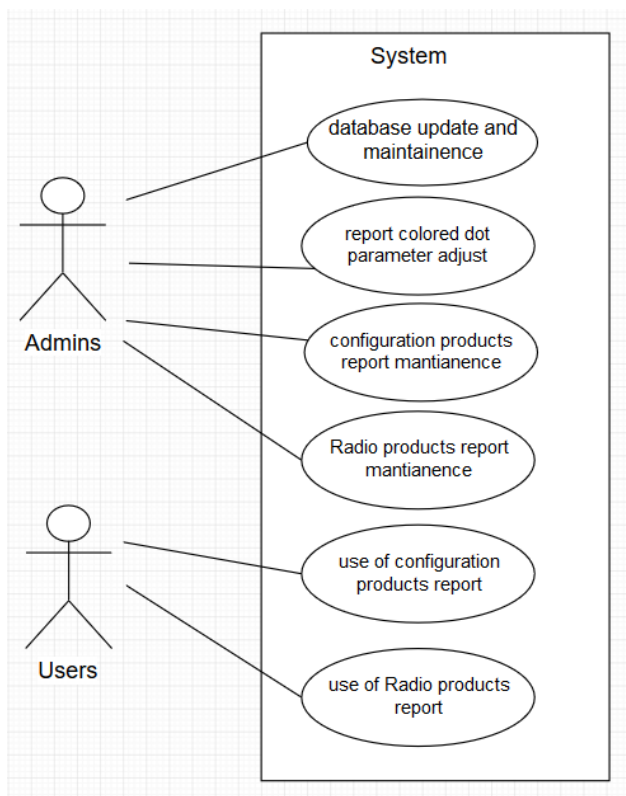 System
database update and
maintainence
report colored dot
parameter adjust
Admins
configuration products
report mantianence
Radio products report
mantianence
use of configuration
products report
Users
use of Radio products
report